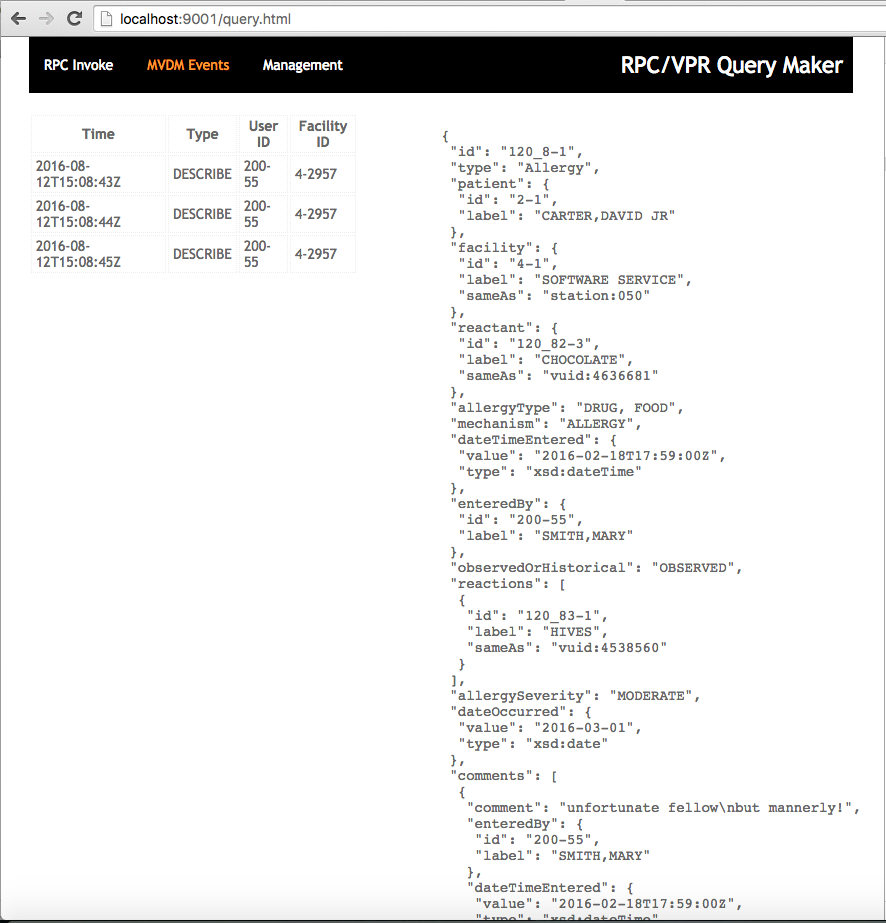 localhost:9001/query.html
RPC Invoke MVDM Events Management RPC/VPR Query Maker
Time Type User ID Facility ID
2016-08-12T15:08:43Z DESCRIBE 200-55 4-2957
2016-08-12T15:08:44Z DESCRIBE 200-55 4-2957
2016-08-12T15:08:45Z DESCRIBE 200-55 4-2957
{
"id": "120_8-1",
"type": "Allergy",
"patient": {
"id": "2-1",
"label": "CARTER,DAVID JR"
},
"facility": {
"id": "4-1",
"label": "SOFTWARE SERVICE",
"sameAs": "station:050"
},
"reactant": {
"id": "120_82-3",
"label": "CHOCOLATE",
"sameAs": "vuid:4636681"
},
"allergyType": "DRUG, FOOD",
"mechanism": "ALLERGY",
"dateTimeEntered": {
"value": "2016-02-18T17:59:00Z",
"type": "xsd:dateTime"
},
"enteredBy": {
"id": "200-55",
"label": "SMITH,MARY"
},
"observedOrHistorical": "OBSERVED",
"reactions": [
{
"id": "120_83-1",
"label": "HIVES",
"sameAs": "vuid:4538560"
}
],
"allergySeverity": "MODERATE",
"dateOccurred": {
"value": "2016-03-01",
"type": "xsd:date"
},
"comments": [
{
"comment": "unfortunate fellow\nbut mannerly!",
"enteredBy": {
"id": "200-55",
"label": "SMITH,MARY"
},
"dateTimeEntered": {
"value": "2016-02-18T17:59:00Z",
"type": "xsd:dateTime"